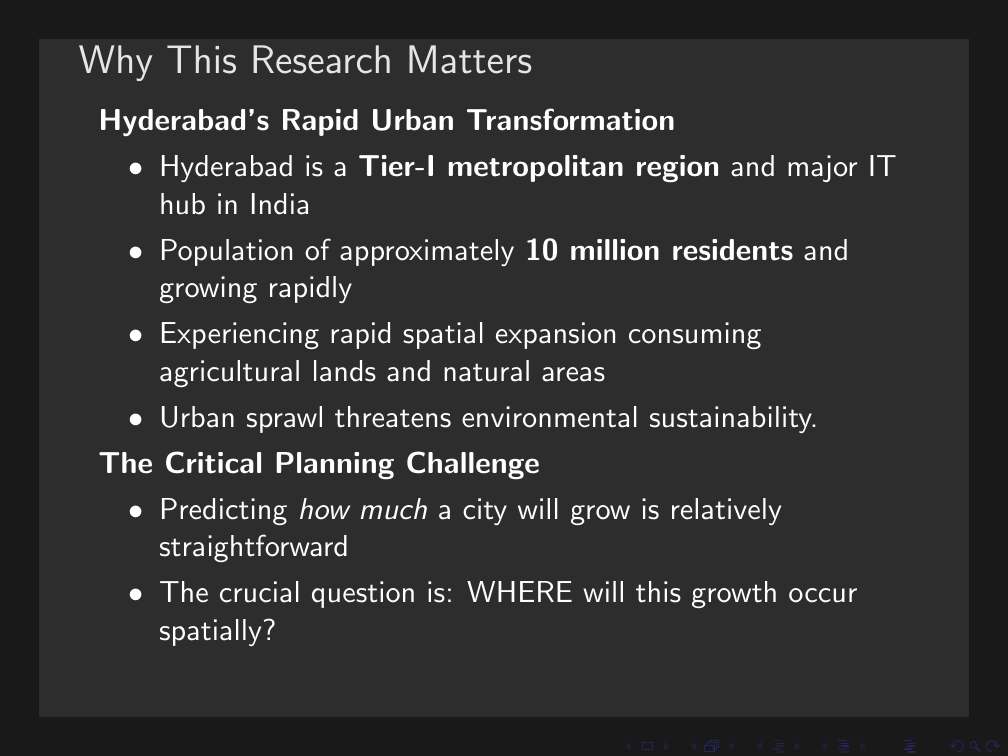 Why This Research Matters
Hyderabad's Rapid Urban Transformation
• Hyderabad is a Tier-I metropolitan region and major IT
hub in India
• Population of approximately 10 million residents and
growing rapidly
• Experiencing rapid spatial expansion consuming
agricultural lands and natural areas
• Urban sprawl threatens environmental sustainability.
The Critical Planning Challenge
• Predicting how much a city will grow is relatively
straightforward
• The crucial question is: WHERE will this growth occur
spatially?